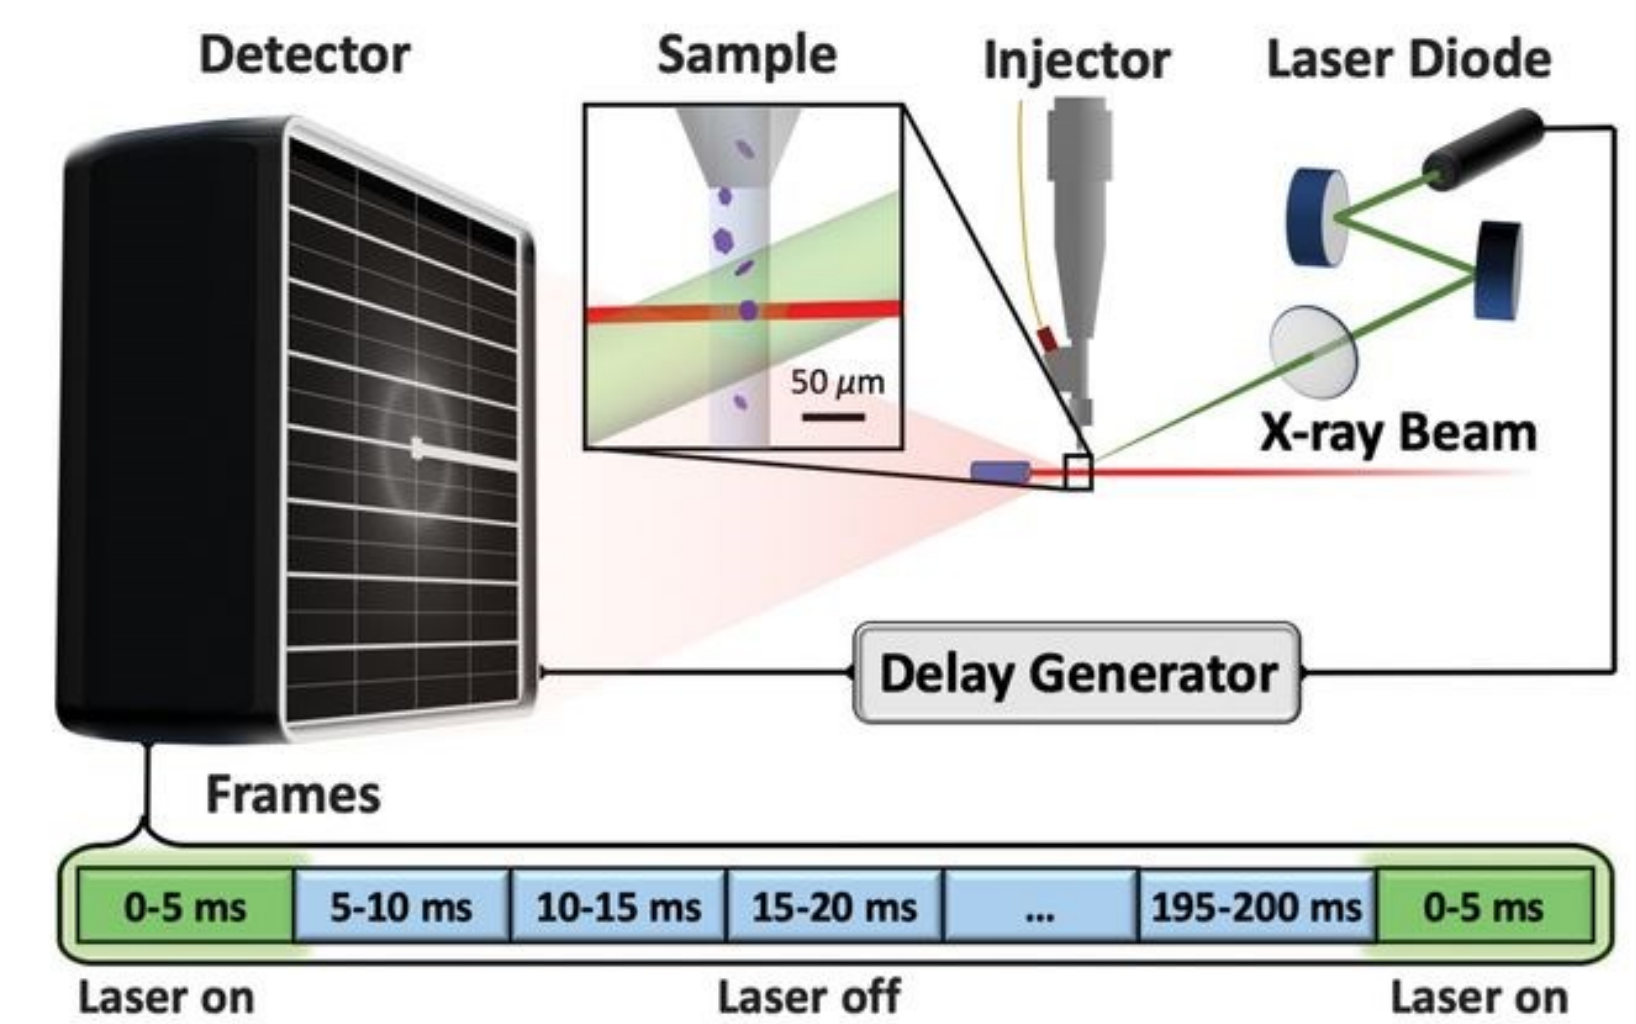 Detector
Sample
Injector
Laser Diode
50 μm
X-ray Beam
Delay Generator
Frames
0-5 ms
5-10 ms
10-15 ms
15-20 ms
...
195-200 ms
0-5 ms
Laser on
Laser off
Laser on